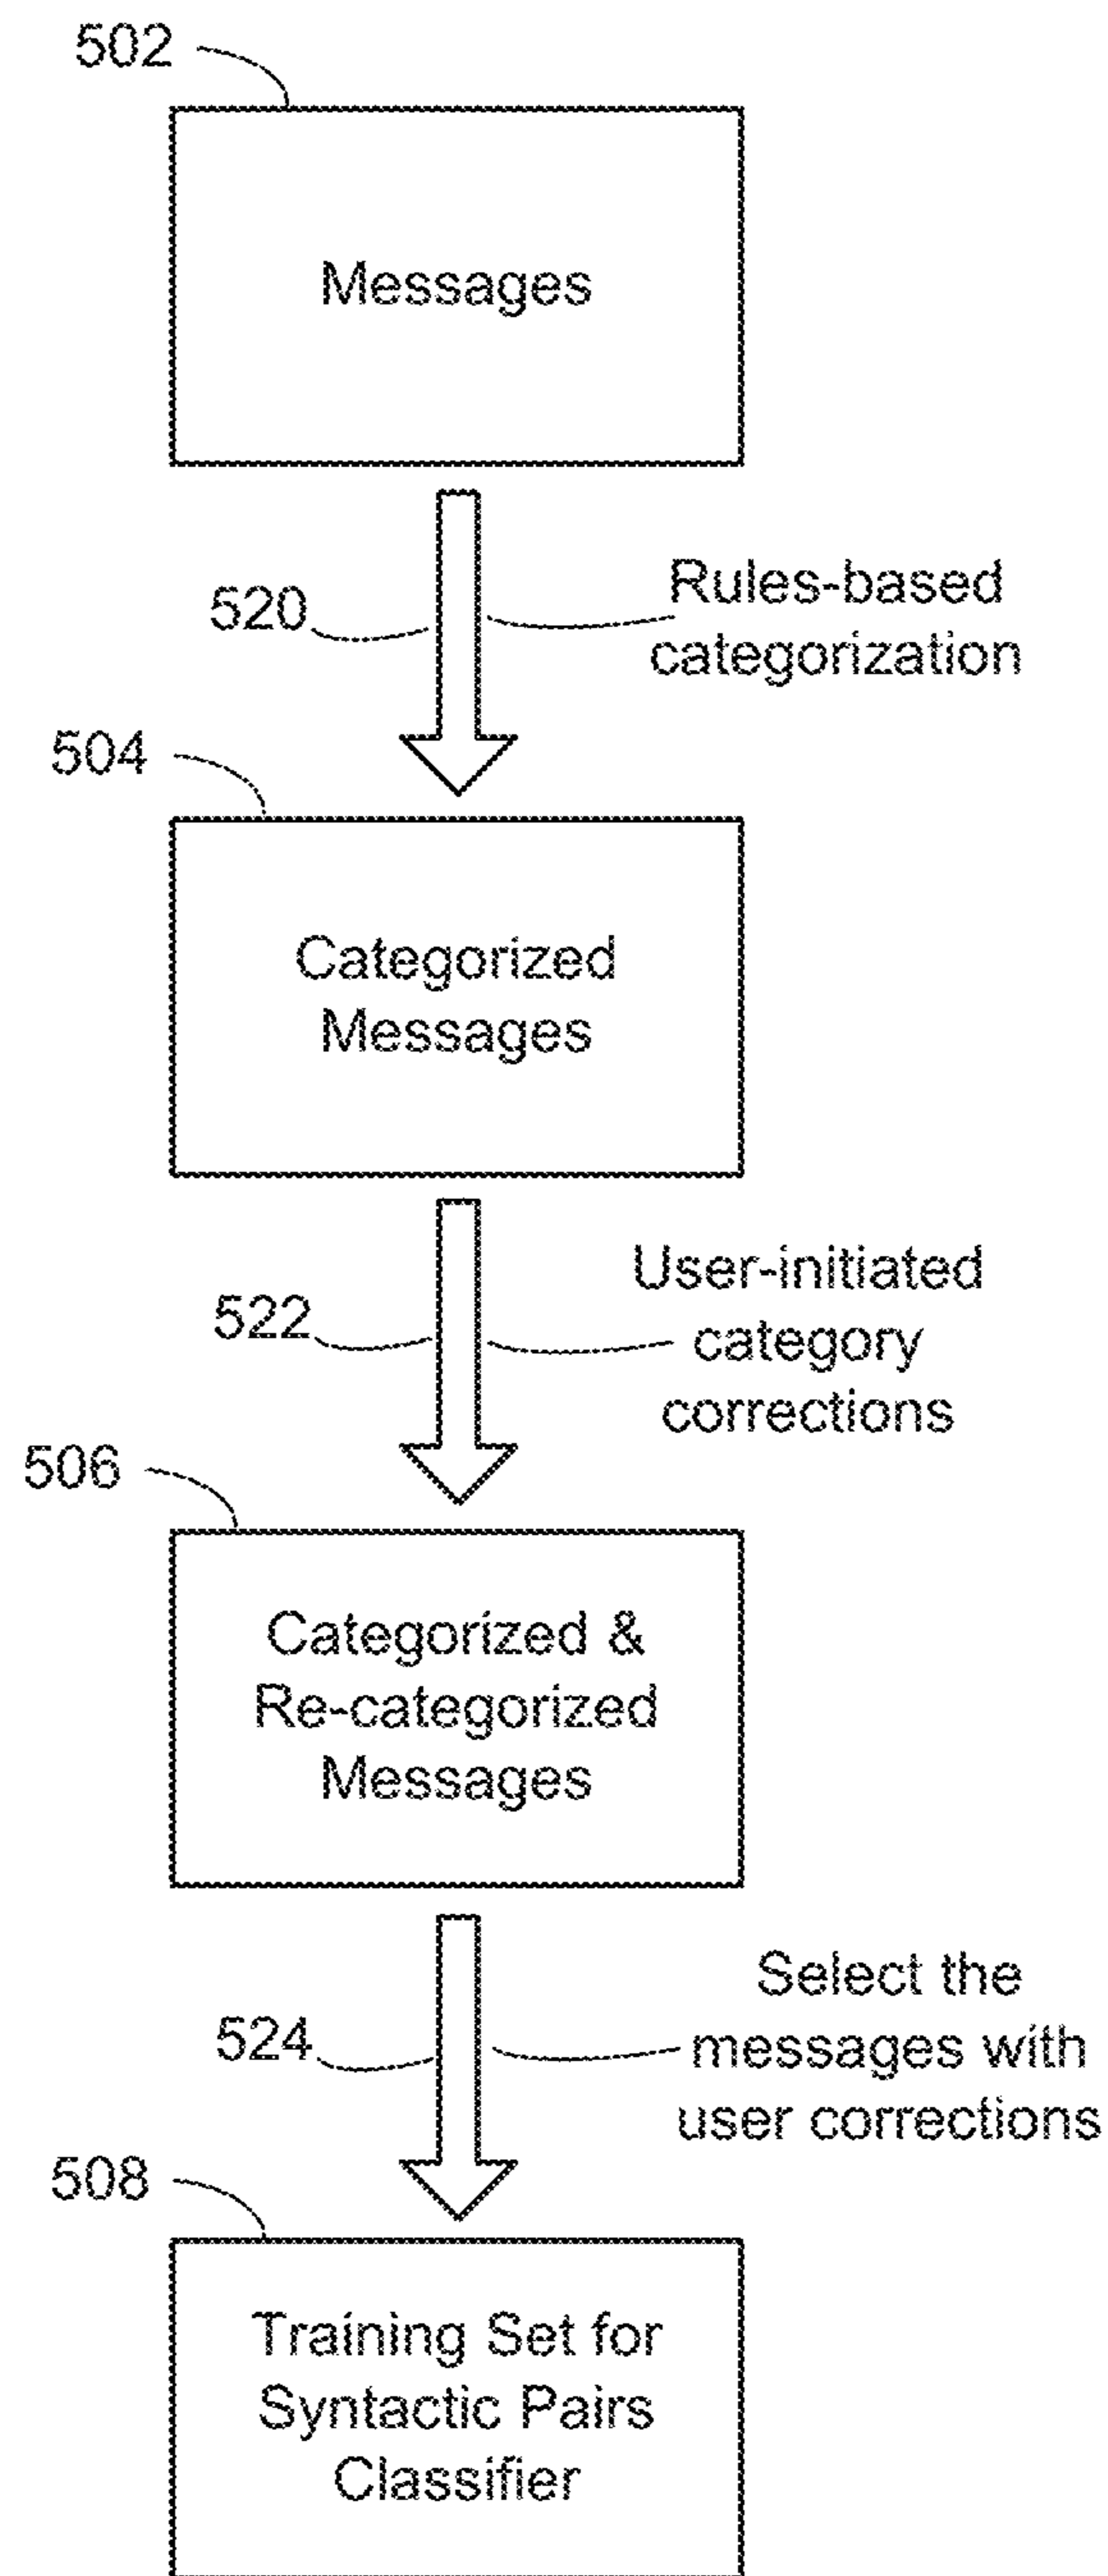 502
Messages
520
Rules-based
categorization
504
Categorized
Messages
522
User-initiated
category
corrections
506
Categorized &
Re-categorized
Messages
524
Select the
messages with
user corrections
508
Training Set for
Syntactic Pairs
Classifier